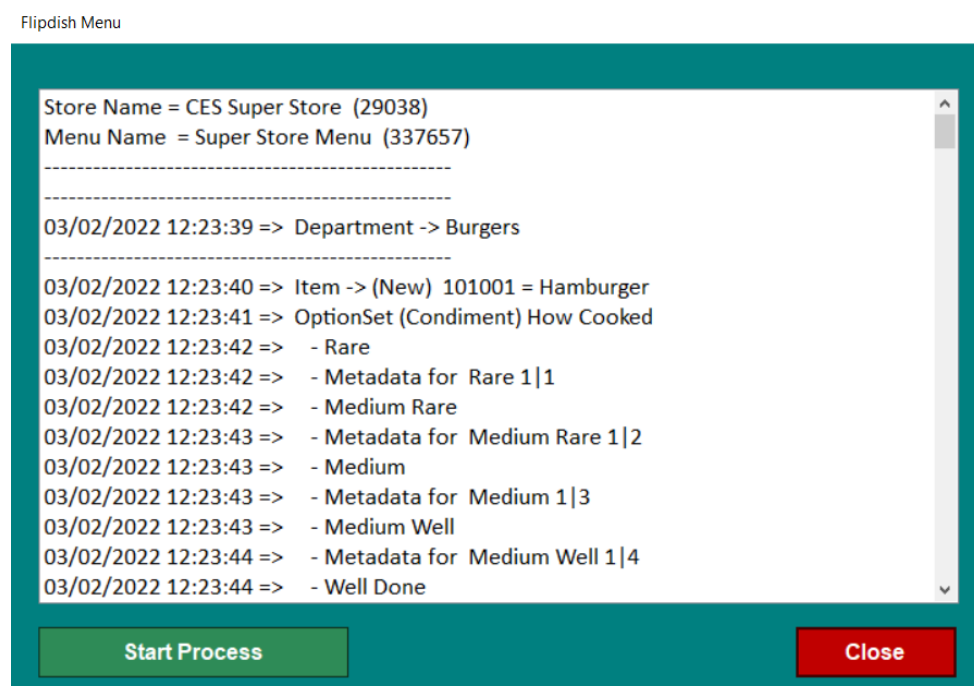 Flipdish Menu
Store Name = CES Super Store  (29038)
Menu Name  = Super Store Menu  (337657)
--------------------------------------------------
--------------------------------------------------
03/02/2022 12:23:39 =>  Department -> Burgers
--------------------------------------------------
03/02/2022 12:23:40 =>  Item -> (New)  101001 = Hamburger
03/02/2022 12:23:41 =>  OptionSet (Condiment) How Cooked
03/02/2022 12:23:42 =>    - Rare
03/02/2022 12:23:42 =>    - Metadata for  Rare 1|1
03/02/2022 12:23:42 =>    - Medium Rare
03/02/2022 12:23:43 =>    - Metadata for  Medium Rare 1|2
03/02/2022 12:23:43 =>    - Medium
03/02/2022 12:23:43 =>    - Metadata for  Medium 1|3
03/02/2022 12:23:43 =>    - Medium Well
03/02/2022 12:23:44 =>    - Metadata for  Medium Well 1|4
03/02/2022 12:23:44 =>    - Well Done
Start Process
Close